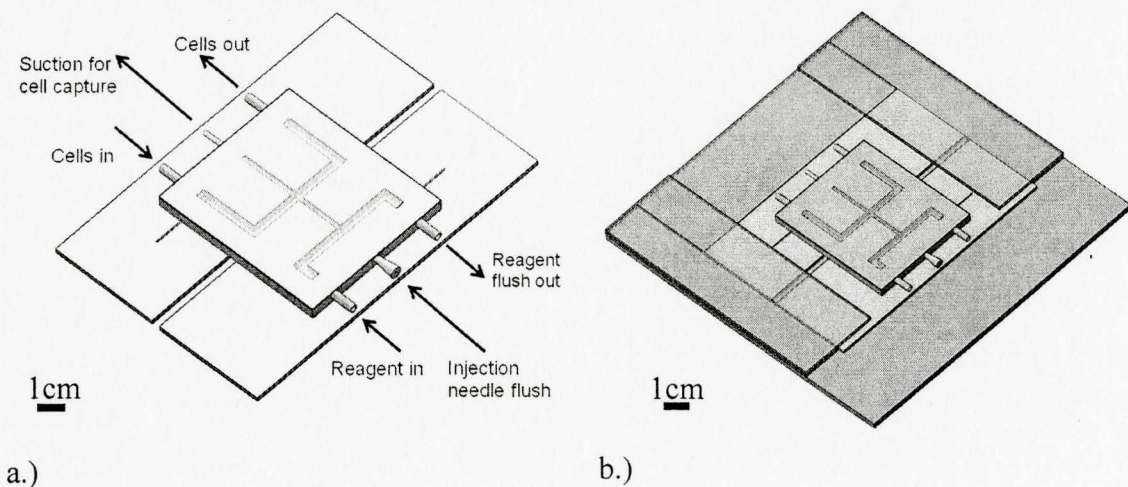 Cells out
Suction for
cell capture
Cells in
Reagent
flush out
Reagent in
Injection
needle flush
1cm
1cm
a.)
b.)